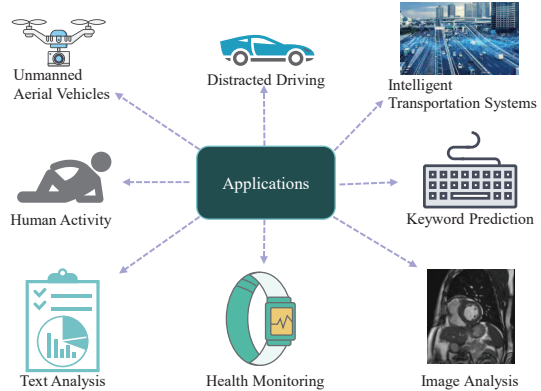 Unmanned
Aerial Vehicles
Distracted Driving
Intelligent
Transportation Systems
Human Activity
Applications
Keyword Prediction
Text Analysis
Health Monitoring
Image Analysis